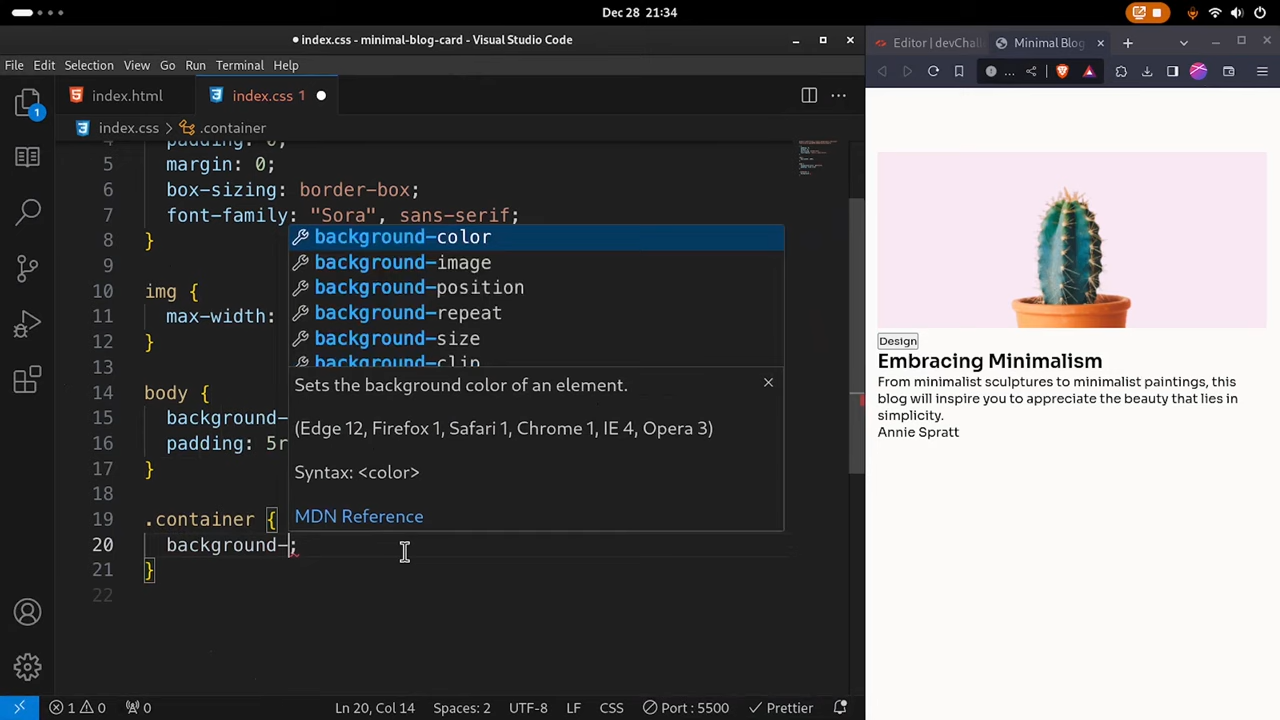 Dec 28 21:34
index.css - minimal-blog-card - Visual Studio Code
File Edit Selection View Go Run Terminal Help
index.html
index.css 1
index.css > .container
4 padding: 0;
5 margin: 0;
6 box-sizing: border-box;
7 font-family: "Sora", sans-serif;
8 }
9
10 img {
11 max-width:
12 }
13
14 body {
15 background-
16 padding: 5r
17 }
18
19 .container {
20 background-;
21 }
22
background-color
background-image
background-position
background-repeat
background-size
background-clip
Sets the background color of an element.
(Edge 12, Firefox 1, Safari 1, Chrome 1, IE 4, Opera 3)
Syntax: <color>
MDN Reference
1
1 0 0
Ln 20, Col 14
Spaces: 2
UTF-8
LF
CSS
Port : 5500
Prettier
Editor | devChal
Minimal Blog
...
Design
Embracing Minimalism
From minimalist sculptures to minimalist paintings, this
blog will inspire you to appreciate the beauty that lies in
simplicity.
Annie Spratt